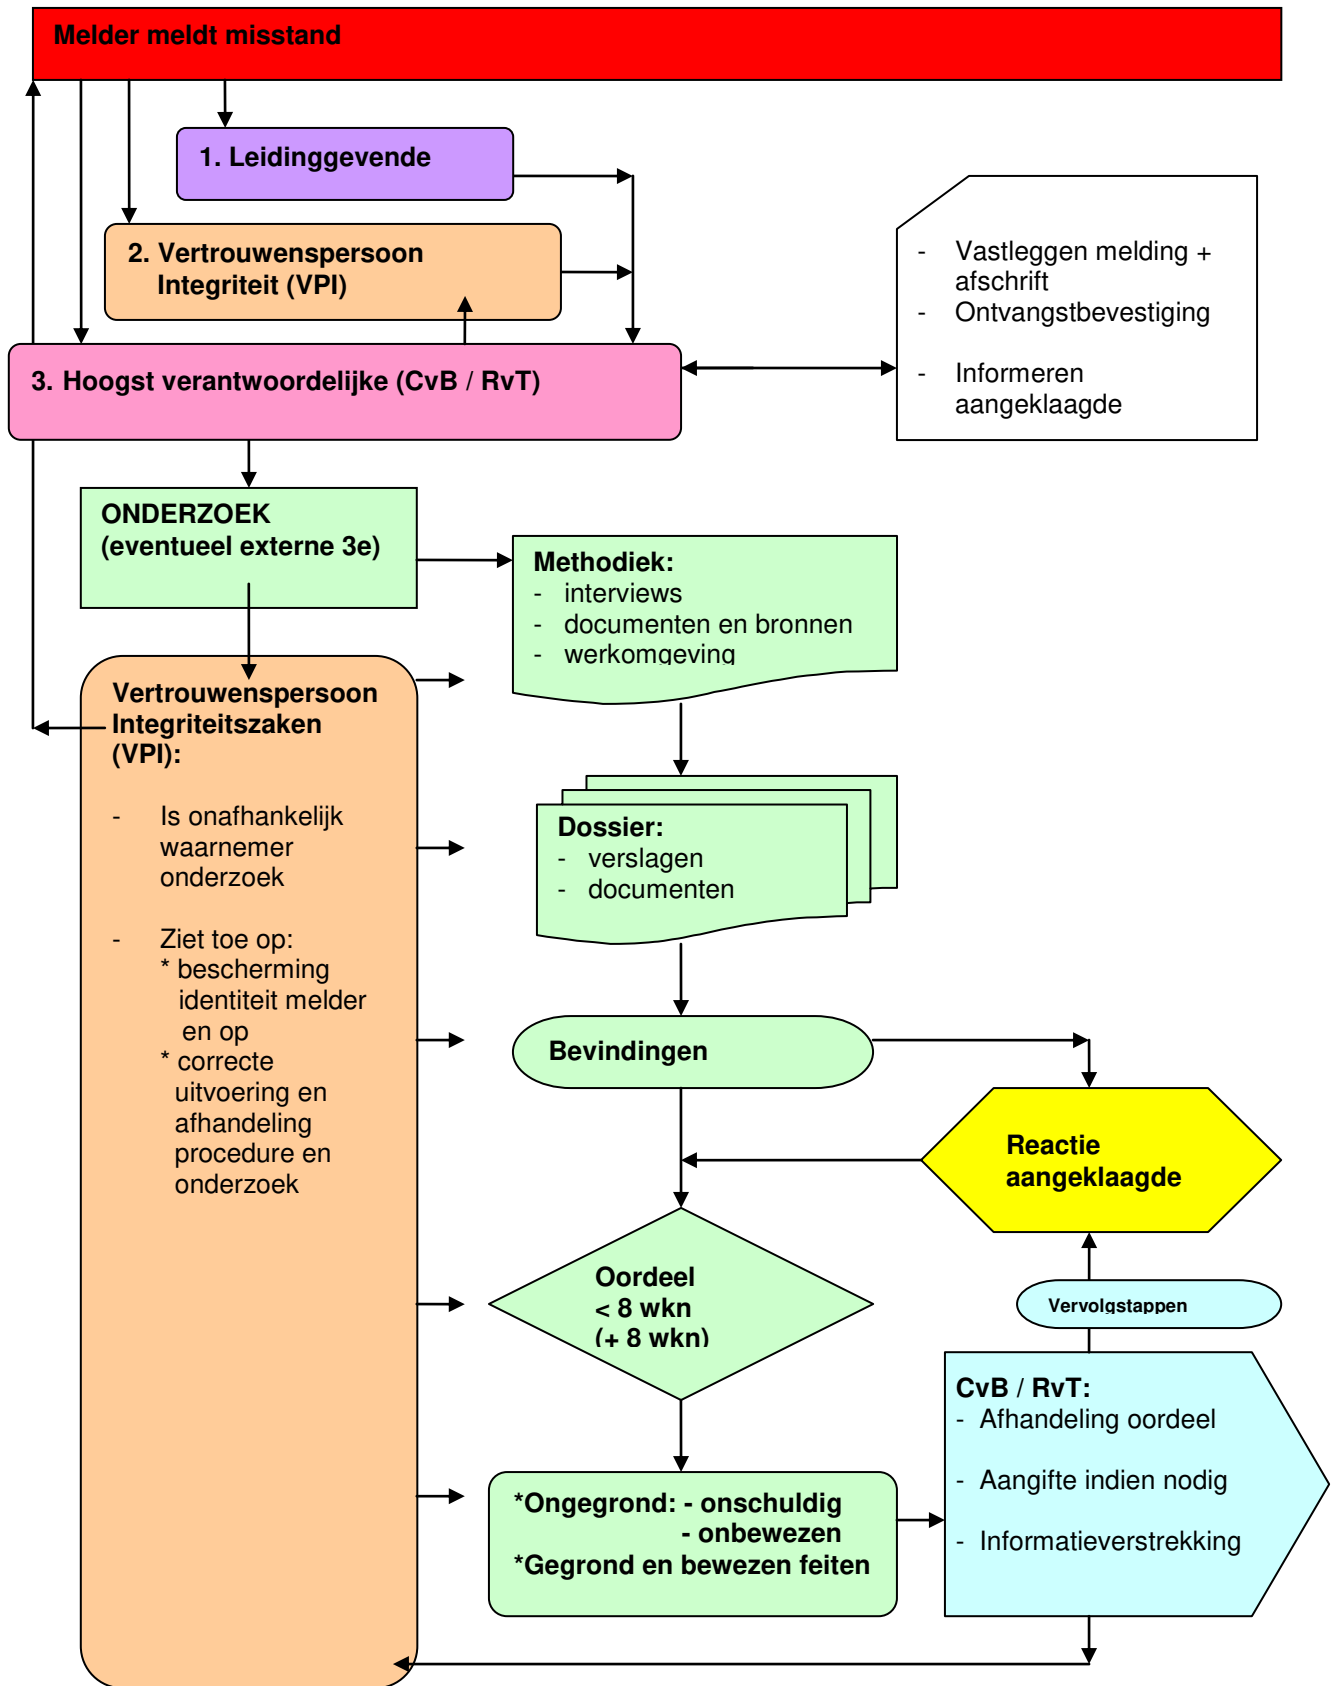 Melder meldt misstand
1. Leidinggevende
2. Vertrouwenspersoon
Integriteit (VPI)
3. Hoogst verantwoordelijke (CvB / RvT)
- Vastleggen melding +
afschrift
- Ontvangstbevestiging
- Informeren
aangeklaagde
ONDERZOEK
(eventueel externe 3e)
Methodiek:
- interviews
- documenten en bronnen
- werkomgeving
Vertrouwenspersoon
Integriteitszaken
(VPI):
- Is onafhankelijk
waarnemer
onderzoek
- Ziet toe op:
* bescherming
identiteit melder
en op
* correcte
uitvoering en
afhandeling
procedure en
onderzoek
Dossier:
- verslagen
- documenten
Bevindingen
Reactie
aangeklaagde
Oordeel
< 8 wkn
(+ 8 wkn)
Vervolgstappen
CvB / RvT:
- Afhandeling oordeel
- Aangifte indien nodig
- Informatieverstrekking
*Ongegrond: - onschuldig
- onbewezen
*Gegrond en bewezen feiten